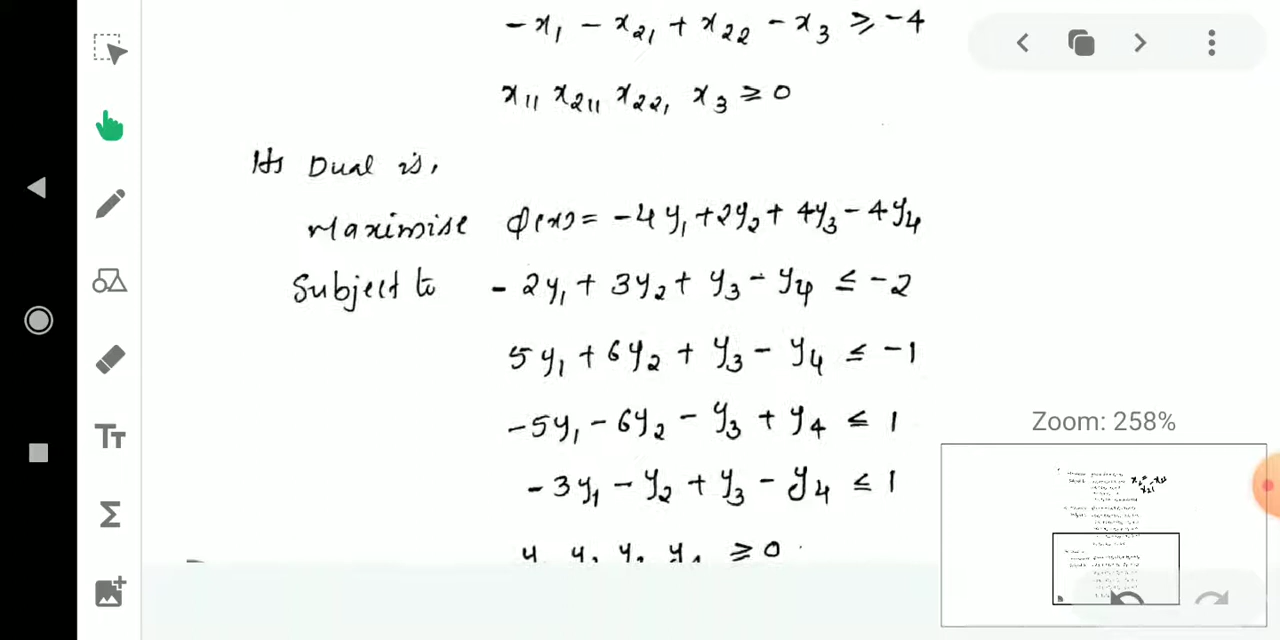 - x₁ - x₂₁ + x₂₂ - x₃ ≥ -4
x₁, x₂₁, x₂₂, x₃ ≥ 0
Its Dual is,
Maximise φ(x) = -4y₁ + 2y₂ + 4y₃ - 4y₄
Subject to - 2y₁ + 3y₂ + y₃ - y₄ ≤ -2
5y₁ + 6y₂ + y₃ - y₄ ≤ -1
-5y₁ - 6y₂ - y₃ + y₄ ≤ 1
-3y₁ - y₂ + y₃ - y₄ ≤ 1
≥ 0
Zoom: 258%
Tт
Σ